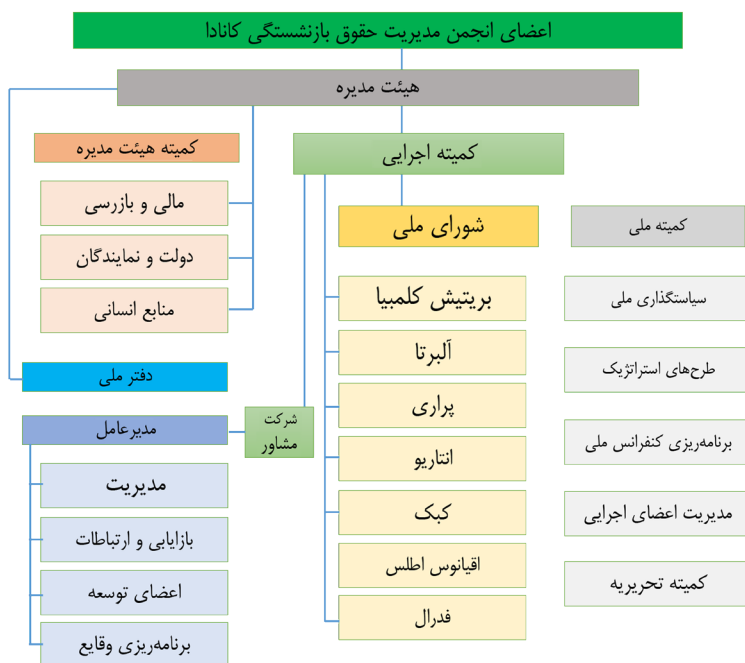 اعضای انجمن مدیریت حقوق بازنشستگی کانادا
هیئت مدیره
کمیته اجرایی
کمیته هیئت مدیره
مالی و بازرسی
دولت و نمایندگان
منابع انسانی
کمیته ملی
سیاستگذاری ملی
طرح‌های استراتژیک
برنامه‌ریزی کنفرانس ملی
مدیریت اعضای اجرایی
کمیته تحریریه
شورای ملی
بریتیش کلمبیا
آلبرتا
پراری
انتاریو
کبک
اقیانوس اطلس
فدرال
دفتر ملی
شرکت
مشاور
مدیرعامل
مدیریت
بازایابی و ارتباطات
اعضای توسعه
برنامه‌ریزی وقایع